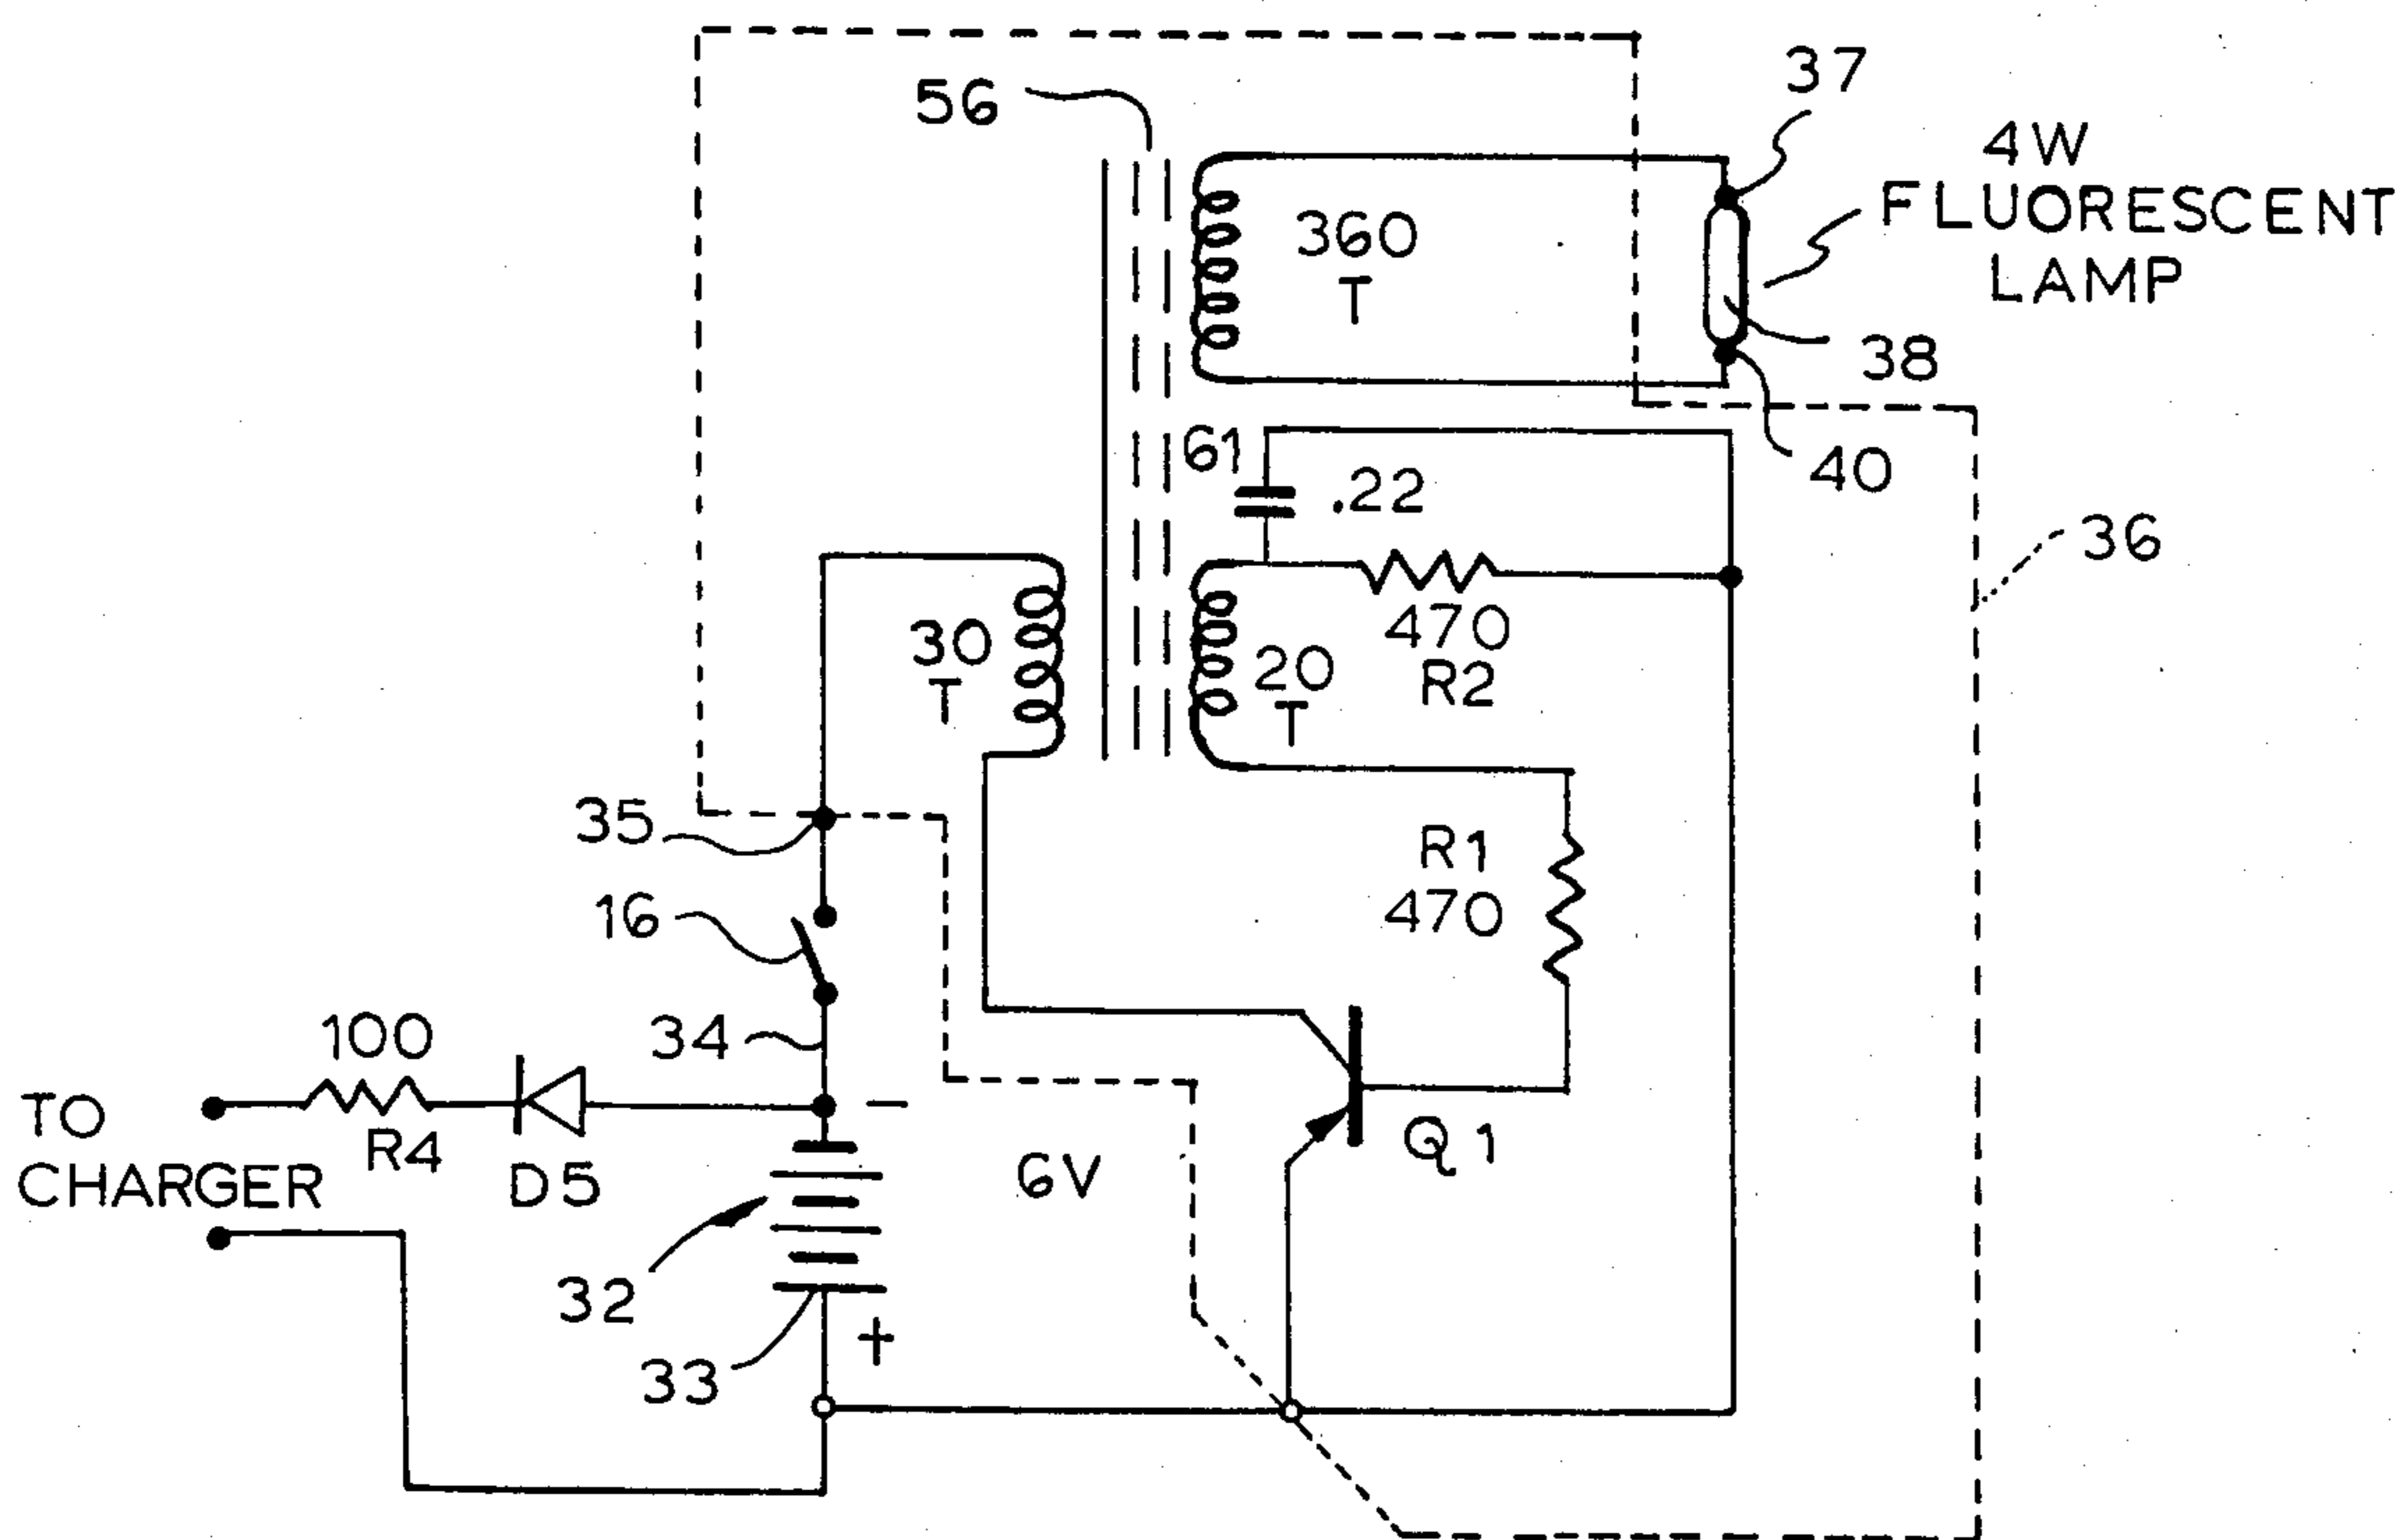 37
56
4W
FLUORESCENT
LAMP
360
T
38
61
.22
40
36
30
T
20
T
470
R2
35
R1
470
16
34
100
R4
D5
TO
CHARGER
−
6V
Q1
32
33
+